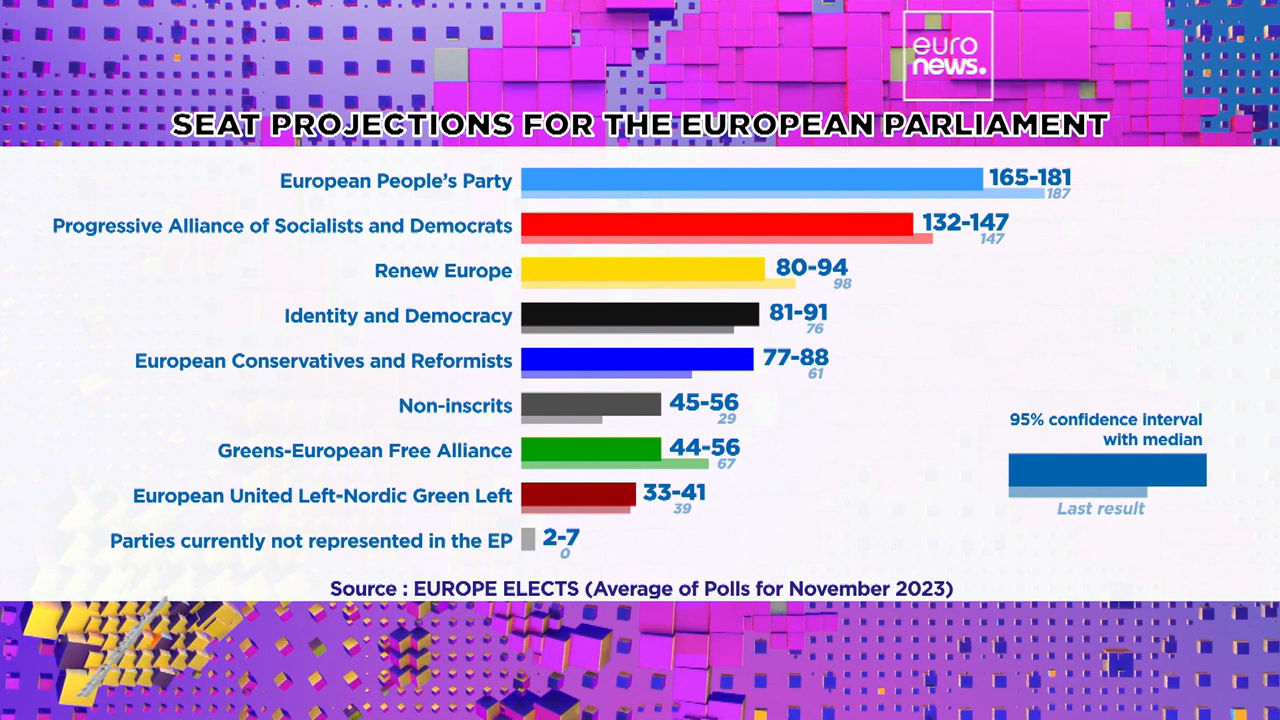 euro
news.
SEAT PROJECTIONS FOR THE EUROPEAN PARLIAMENT
European People's Party 165-181
187
Progressive Alliance of Socialists and Democrats 132-147
147
Renew Europe 80-94
98
Identity and Democracy 81-91
76
European Conservatives and Reformists 77-88
61
Non-inscrits 45-56
29
Greens-European Free Alliance 44-56
67
European United Left-Nordic Green Left 33-41
39
Parties currently not represented in the EP 2-7
0
95% confidence interval
with median
Last result
Source : EUROPE ELECTS (Average of Polls for November 2023)